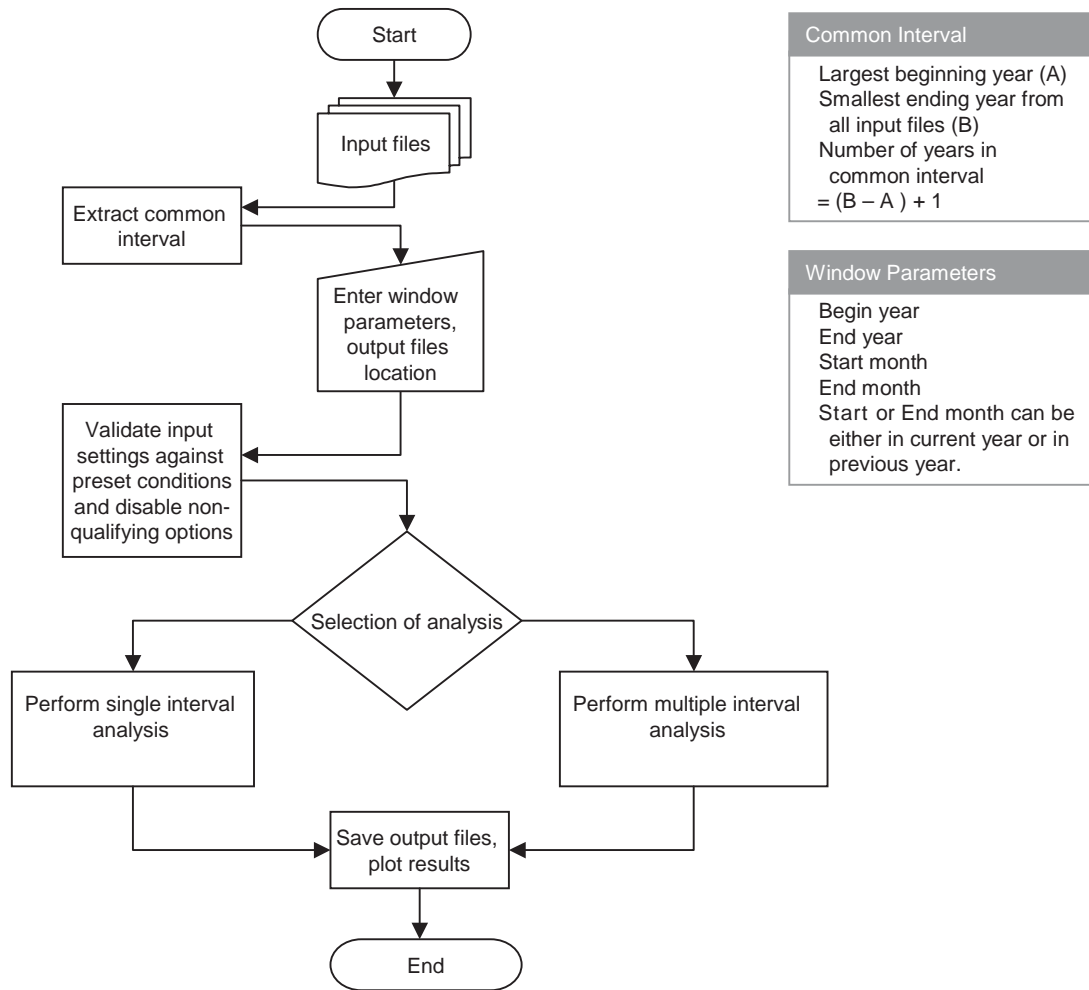 Start
Input files
Extract common
interval
Enter window
parameters,
output files
location
Validate input
settings against
preset conditions
and disable non-
qualifying options
Selection of analysis
Perform single interval
analysis
Perform multiple interval
analysis
Save output files,
plot results
End
Common Interval
Largest beginning year (A)
Smallest ending year from
all input files (B)
Number of years in
common interval
= (B – A ) + 1
Window Parameters
Begin year
End year
Start month
End month
Start or End month can be
either in current year or in
previous year.